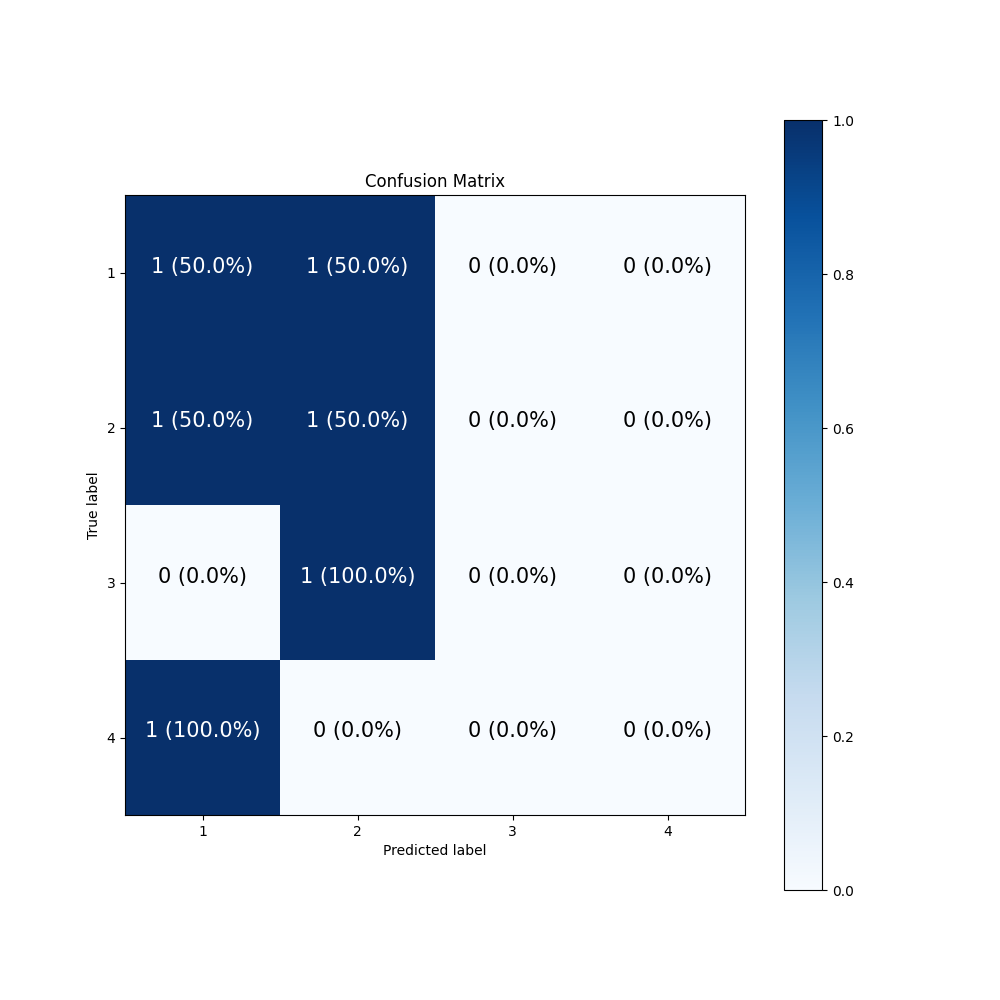 Confusion Matrix
1 1 (50.0%) 1 (50.0%) 0 (0.0%) 0 (0.0%)
2 1 (50.0%) 1 (50.0%) 0 (0.0%) 0 (0.0%)
3 0 (0.0%) 1 (100.0%) 0 (0.0%) 0 (0.0%)
4 1 (100.0%) 0 (0.0%) 0 (0.0%) 0 (0.0%)
True label
1 2 3 4
Predicted label
1.0
0.8
0.6
0.4
0.2
0.0